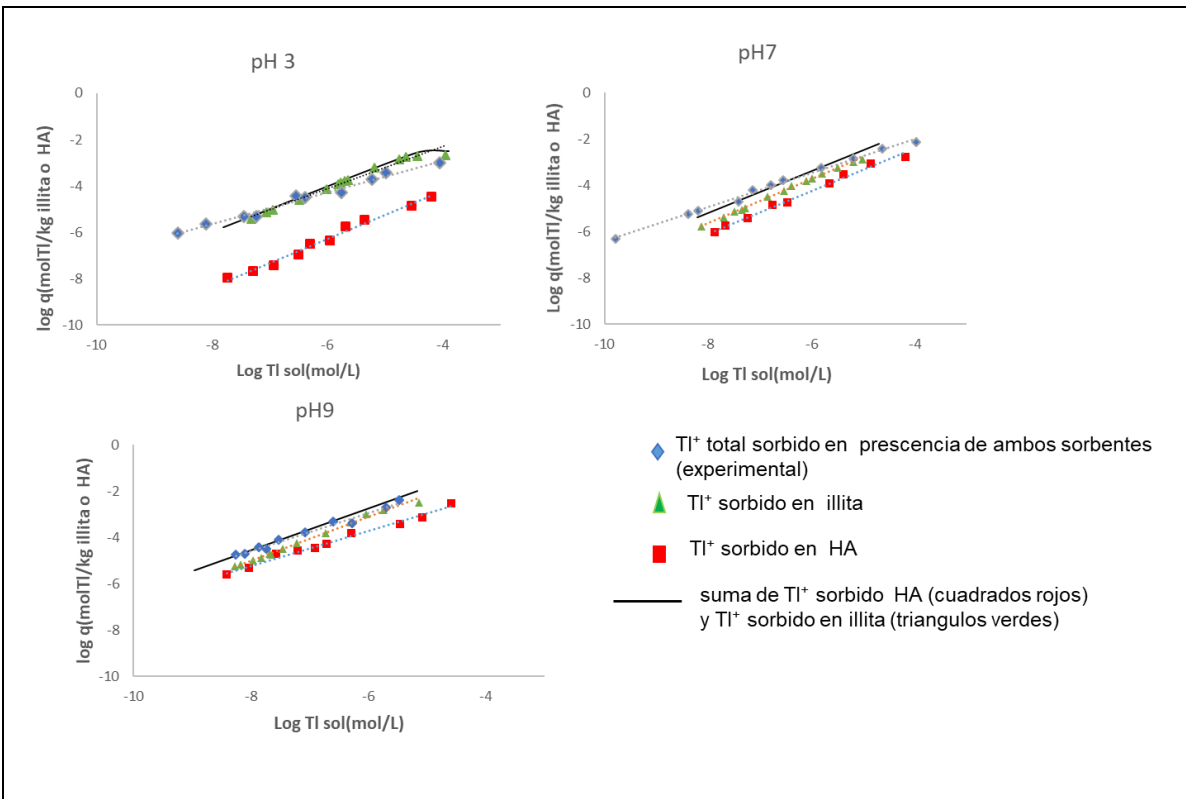 pH 3
0
-2
-4
-6
-8
-10
-10
-8
-6
-4
log q(molTl/kg illita o HA)
Log Tl sol(mol/L)
pH7
0
-2
-4
-6
-8
-10
-10
-8
-6
-4
Log q(molTl/kg illita o HA)
Log Tl sol(mol/L)
pH9
0
-2
-4
-6
-8
-10
-10
-8
-6
-4
log q(molTl/kg illita o HA)
Log Tl sol(mol/L)
Tl⁺ total sorbido en prescencia de ambos sorbentes
(experimental)
Tl⁺ sorbido en illita
Tl⁺ sorbido en HA
suma de Tl⁺ sorbido HA (cuadrados rojos)
y Tl⁺ sorbido en illita (triangulos verdes)